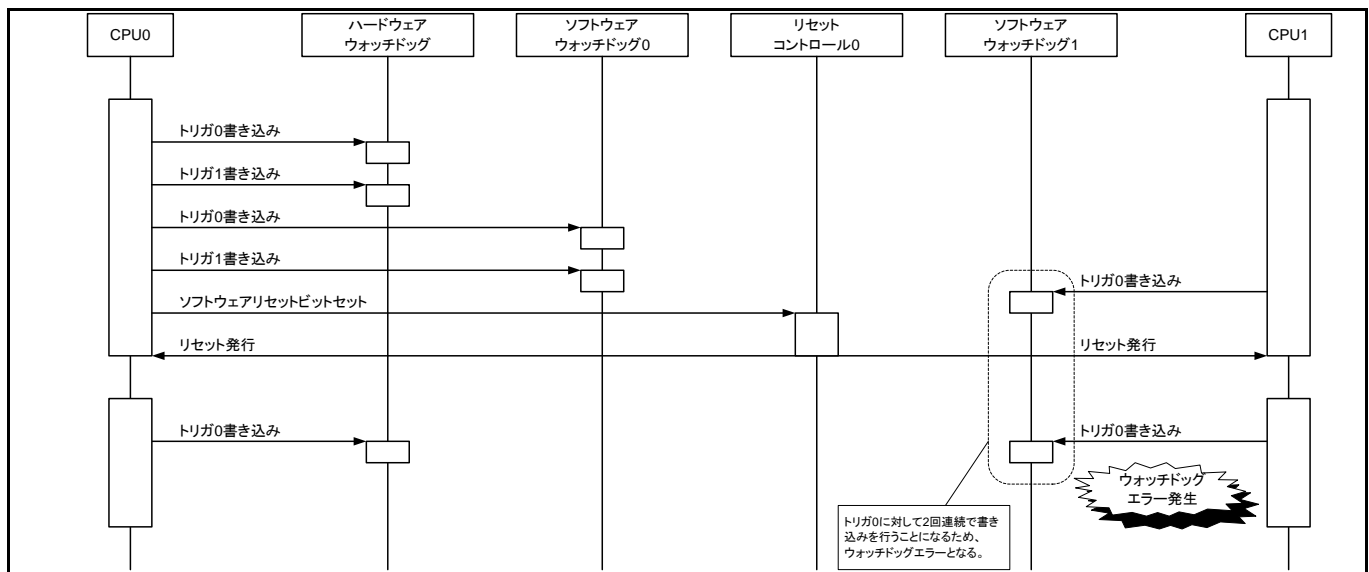 CPU0
ハードウェア
ウォッチドッグ
ソフトウェア
ウォッチドッグ0
リセット
コントロール0
ソフトウェア
ウォッチドッグ1
CPU1
トリガ0書き込み
トリガ1書き込み
トリガ0書き込み
トリガ1書き込み
トリガ0書き込み
ソフトウェアリセットビットセット
リセット発行
リセット発行
トリガ0書き込み
トリガ0書き込み
ウォッチドッグ
エラー発生
トリガ0に対して2回連続で書き
込みを行うことになるため、
ウォッチドッグエラーとなる。